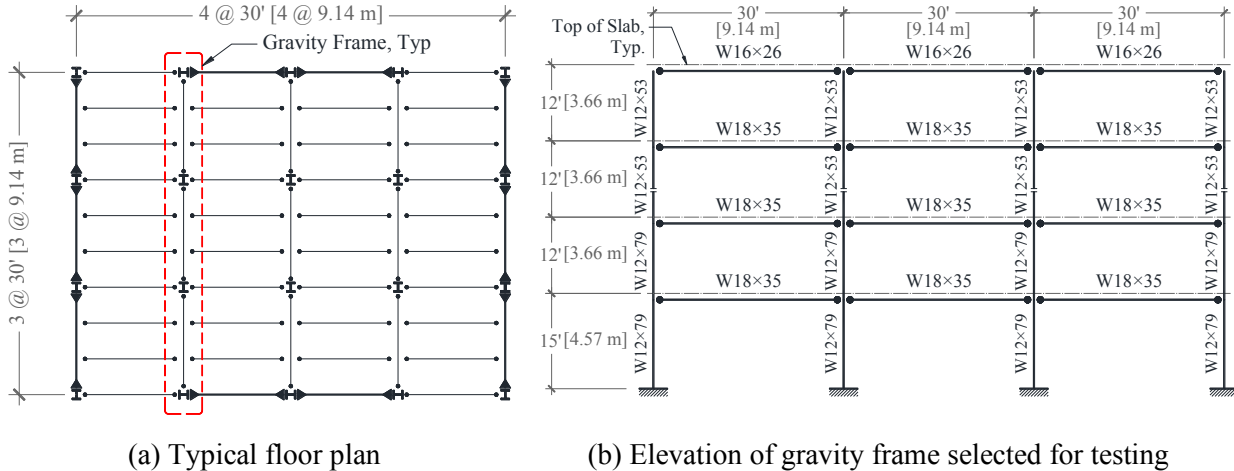 4 @ 30' [4 @ 9.14 m]
Gravity Frame, Typ
3 @ 30' [3 @ 9.14 m]
(a) Typical floor plan
30' 30' 30'
[9.14 m] [9.14 m] [9.14 m]
Top of Slab,
Typ.
W16×26 W16×26 W16×26
12' [3.66 m]
W12×53 W12×53 W12×53 W12×53
W18×35 W18×35 W18×35
12' [3.66 m]
W12×53 W12×53 W12×53 W12×53
W18×35 W18×35 W18×35
12' [3.66 m]
W12×79 W12×79 W12×79 W12×79
W18×35 W18×35 W18×35
15' [4.57 m]
W12×79 W12×79 W12×79 W12×79
(b) Elevation of gravity frame selected for testing